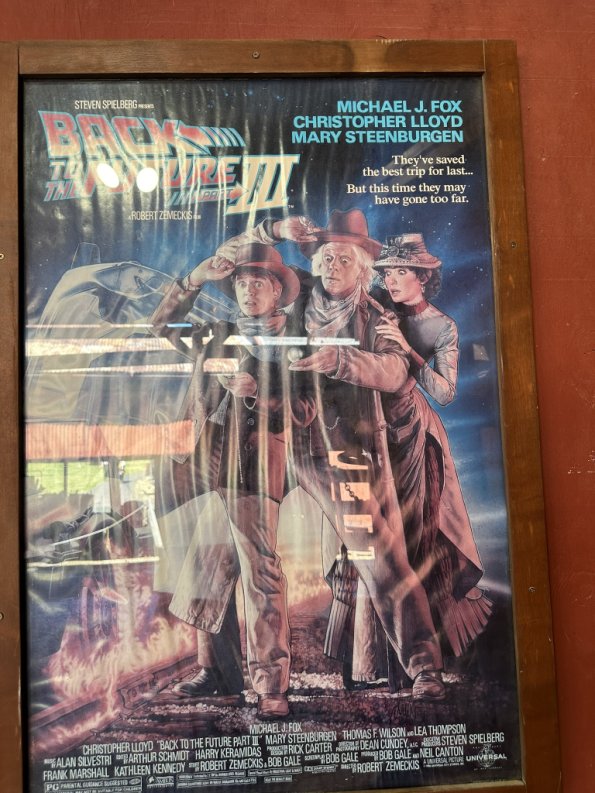 STEVEN SPIELBERG PRESENTS
BACK
TO THE FUTURE
PART III
A ROBERT ZEMECKIS FILM
MICHAEL J. FOX
CHRISTOPHER LLOYD
MARY STEENBURGEN
They've saved
the best trip for last...
But this time they may
have gone too far.
MICHAEL J. FOX
CHRISTOPHER LLOYD "BACK TO THE FUTURE PART III" MARY STEENBURGEN THOMAS F. WILSON AND LEA THOMPSON
MUSIC BY ALAN SILVESTRI EDITED BY ARTHUR SCHMIDT HARRY KERAMIDAS PRODUCTION DESIGN RICK CARTER DIRECTOR OF PHOTOGRAPHY DEAN CUNDEY, A.S.C. EXECUTIVE PRODUCERS STEVEN SPIELBERG
FRANK MARSHALL KATHLEEN KENNEDY STORY BY ROBERT ZEMECKIS & BOB GALE SCREENPLAY BY BOB GALE PRODUCED BY BOB GALE AND NEIL CANTON
DIRECTED BY ROBERT ZEMECKIS A UNIVERSAL PICTURE UNIVERSAL
PG PARENTAL GUIDANCE SUGGESTED